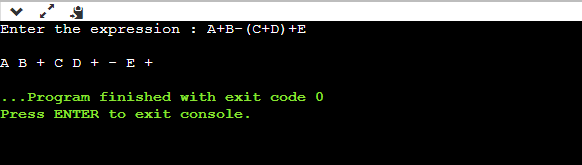 Enter the expression : A+B-(C+D)+E
A B + C D + - E +
...Program finished with exit code 0
Press ENTER to exit console.